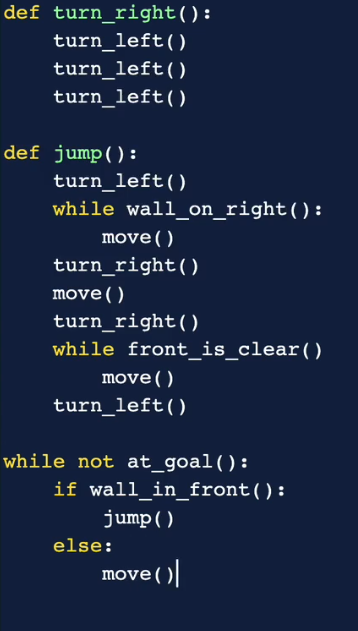 def turn_right():
    turn_left()
    turn_left()
    turn_left()

def jump():
    turn_left()
    while wall_on_right():
        move()
    turn_right()
    move()
    turn_right()
    while front_is_clear()
        move()
    turn_left()

while not at_goal():
    if wall_in_front():
        jump()
    else:
        move()